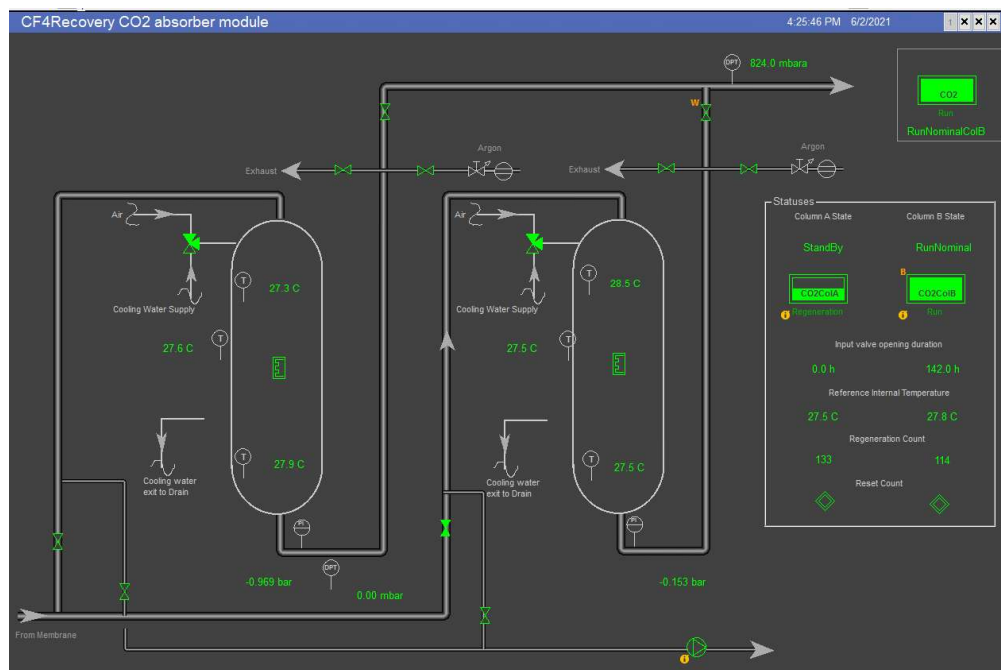 CF4Recovery CO2 absorber module
4:25:46 PM 6/2/2021
DPT
824.0 mbara
CO2
Run
RunNominalColB
W
Argon
Exhaust
Argon
Exhaust
Statuses
Column A State
Column B State
StandBy
RunNominal
B
CO2ColA
CO2ColB
Regeneration
Run
Input valve opening duration
0.0 h
142.0 h
Reference Internal Temperature
27.5 C
27.8 C
Regeneration Count
133
114
Reset Count
Air
Cooling Water Supply
T
27.3 C
T
27.6 C
T
27.9 C
Cooling water
exit to Drain
PI
DPT
-0.969 bar
0.00 mbar
Air
Cooling Water Supply
T
28.5 C
T
27.5 C
T
27.5 C
Cooling water
exit to Drain
PI
-0.153 bar
From Membrane